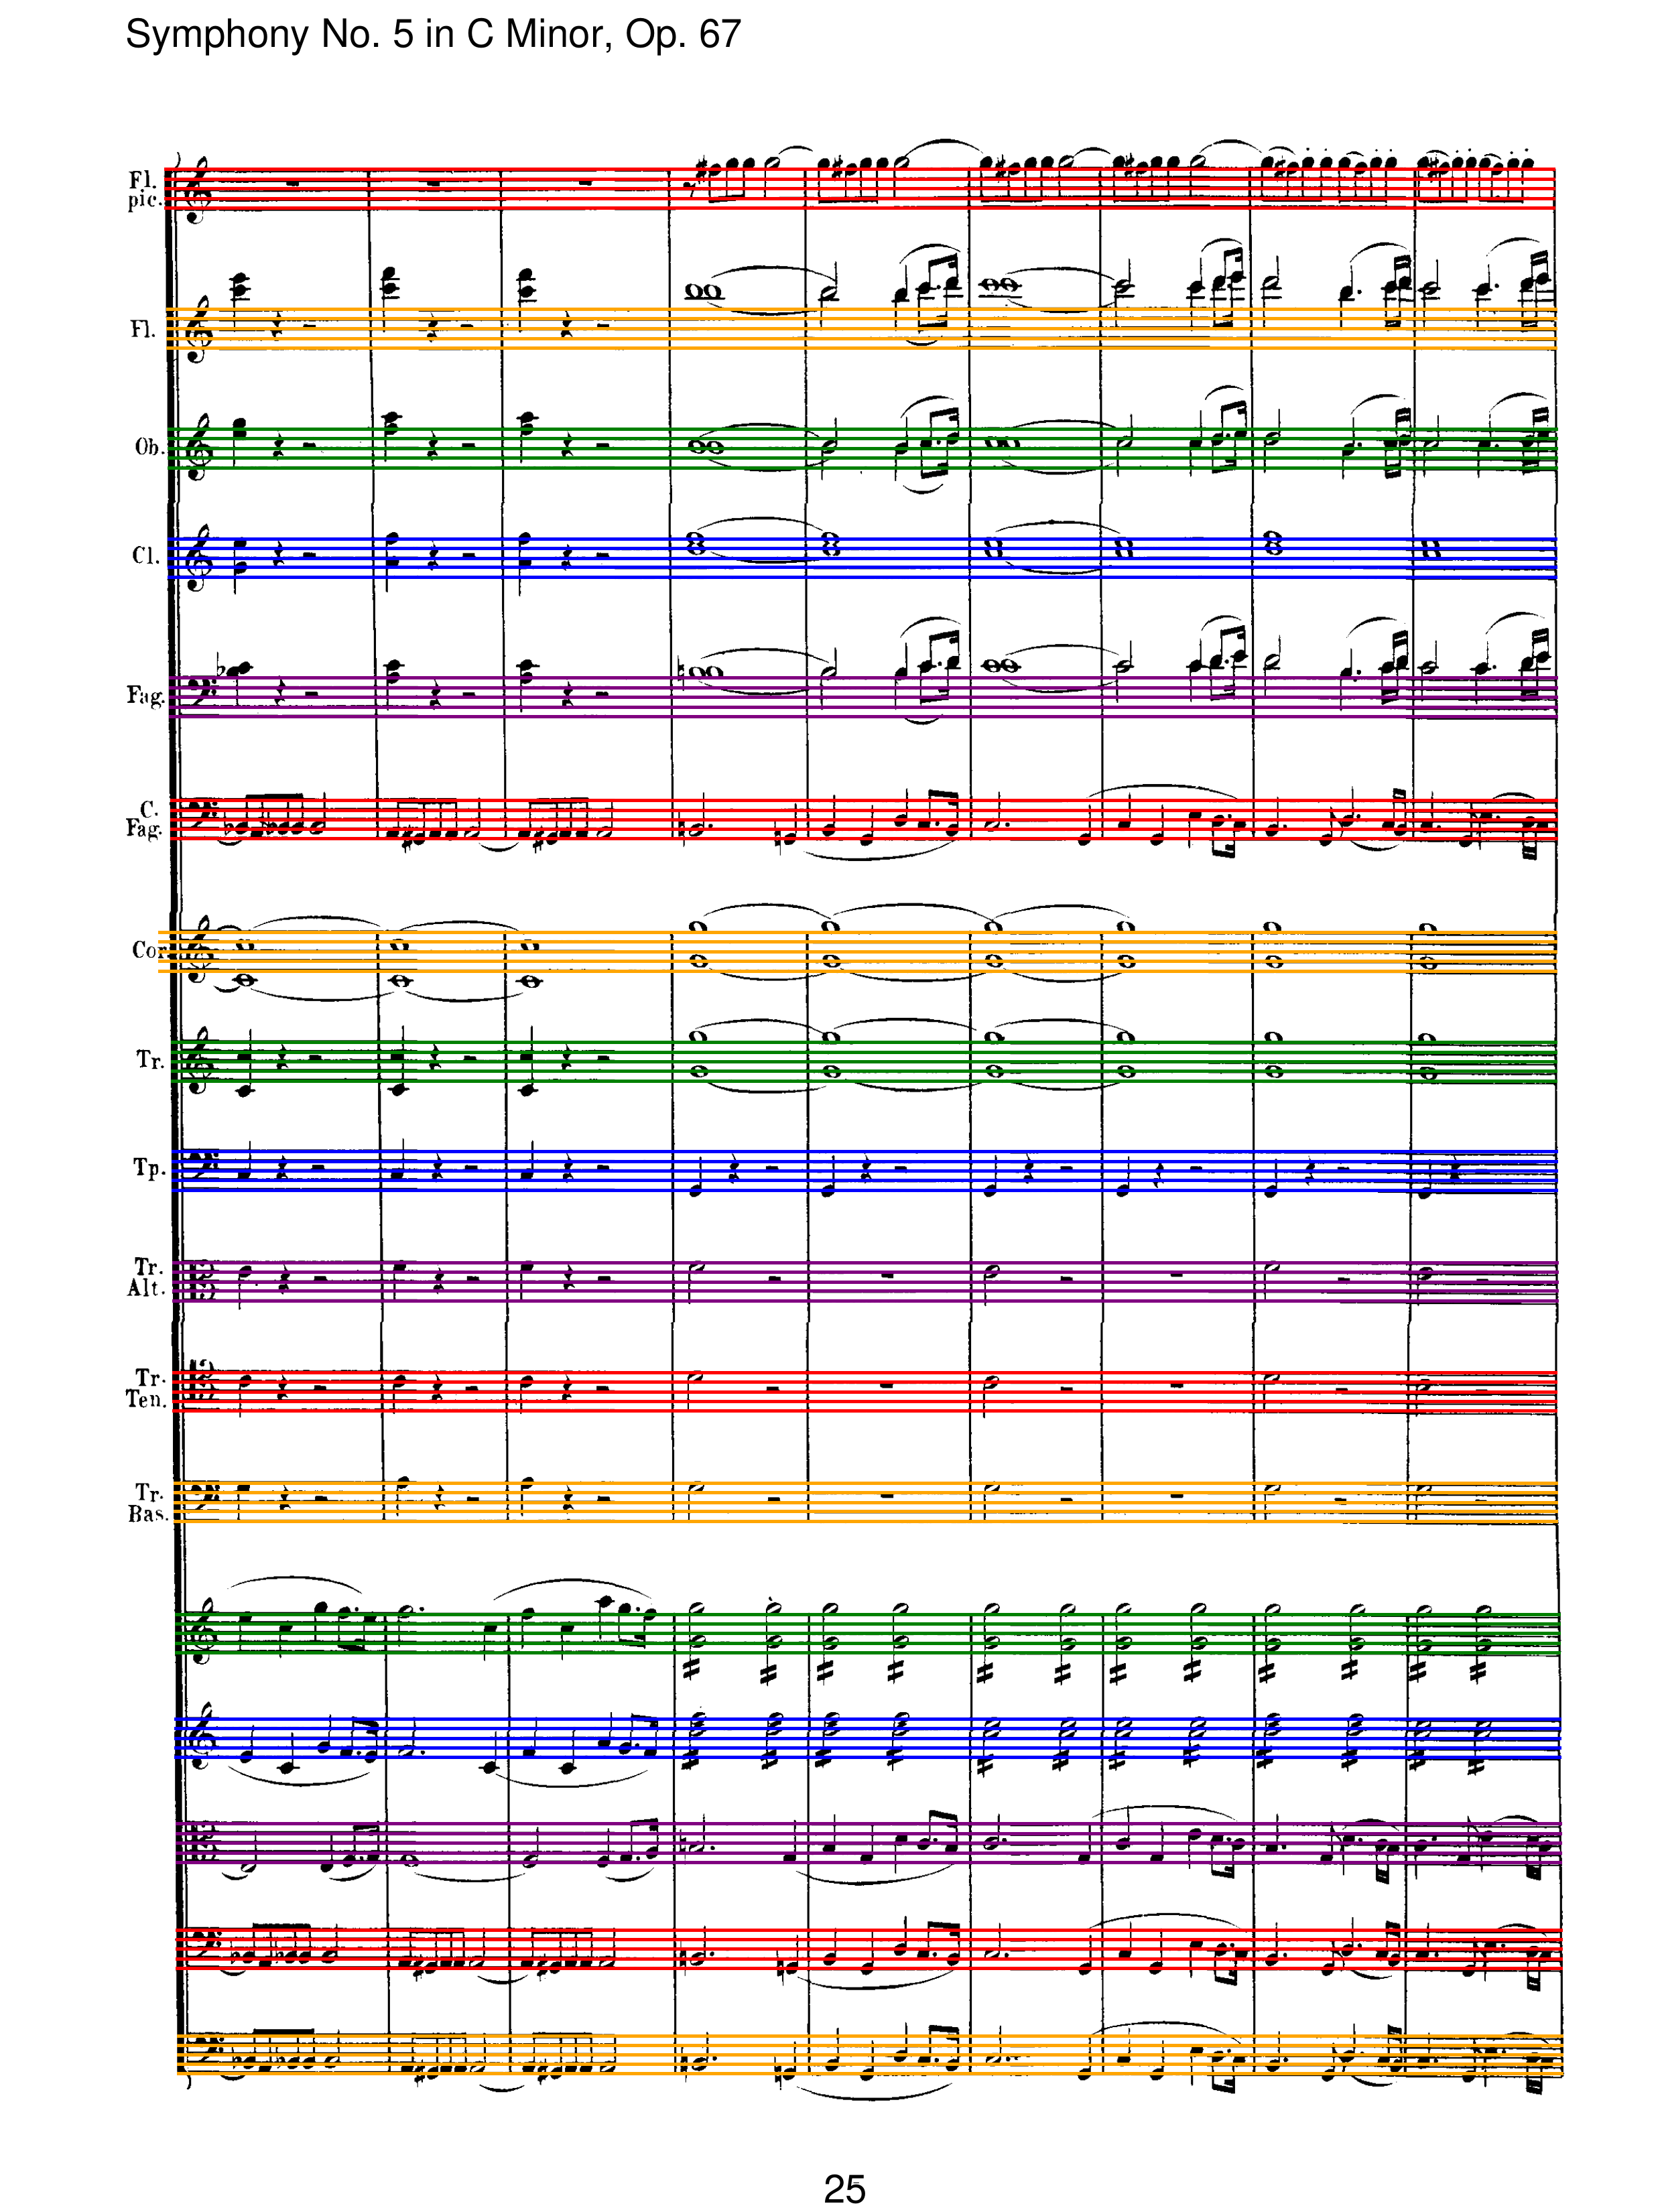 Symphony No. 5 in C Minor, Op. 67
Fl.
pic.
Fl.
Ob.
Cl.
Fag.
C.
Fag.
Cor
Tr.
Tp.
Tr.
Alt.
Tr.
Ten.
Tr.
Bas.
25